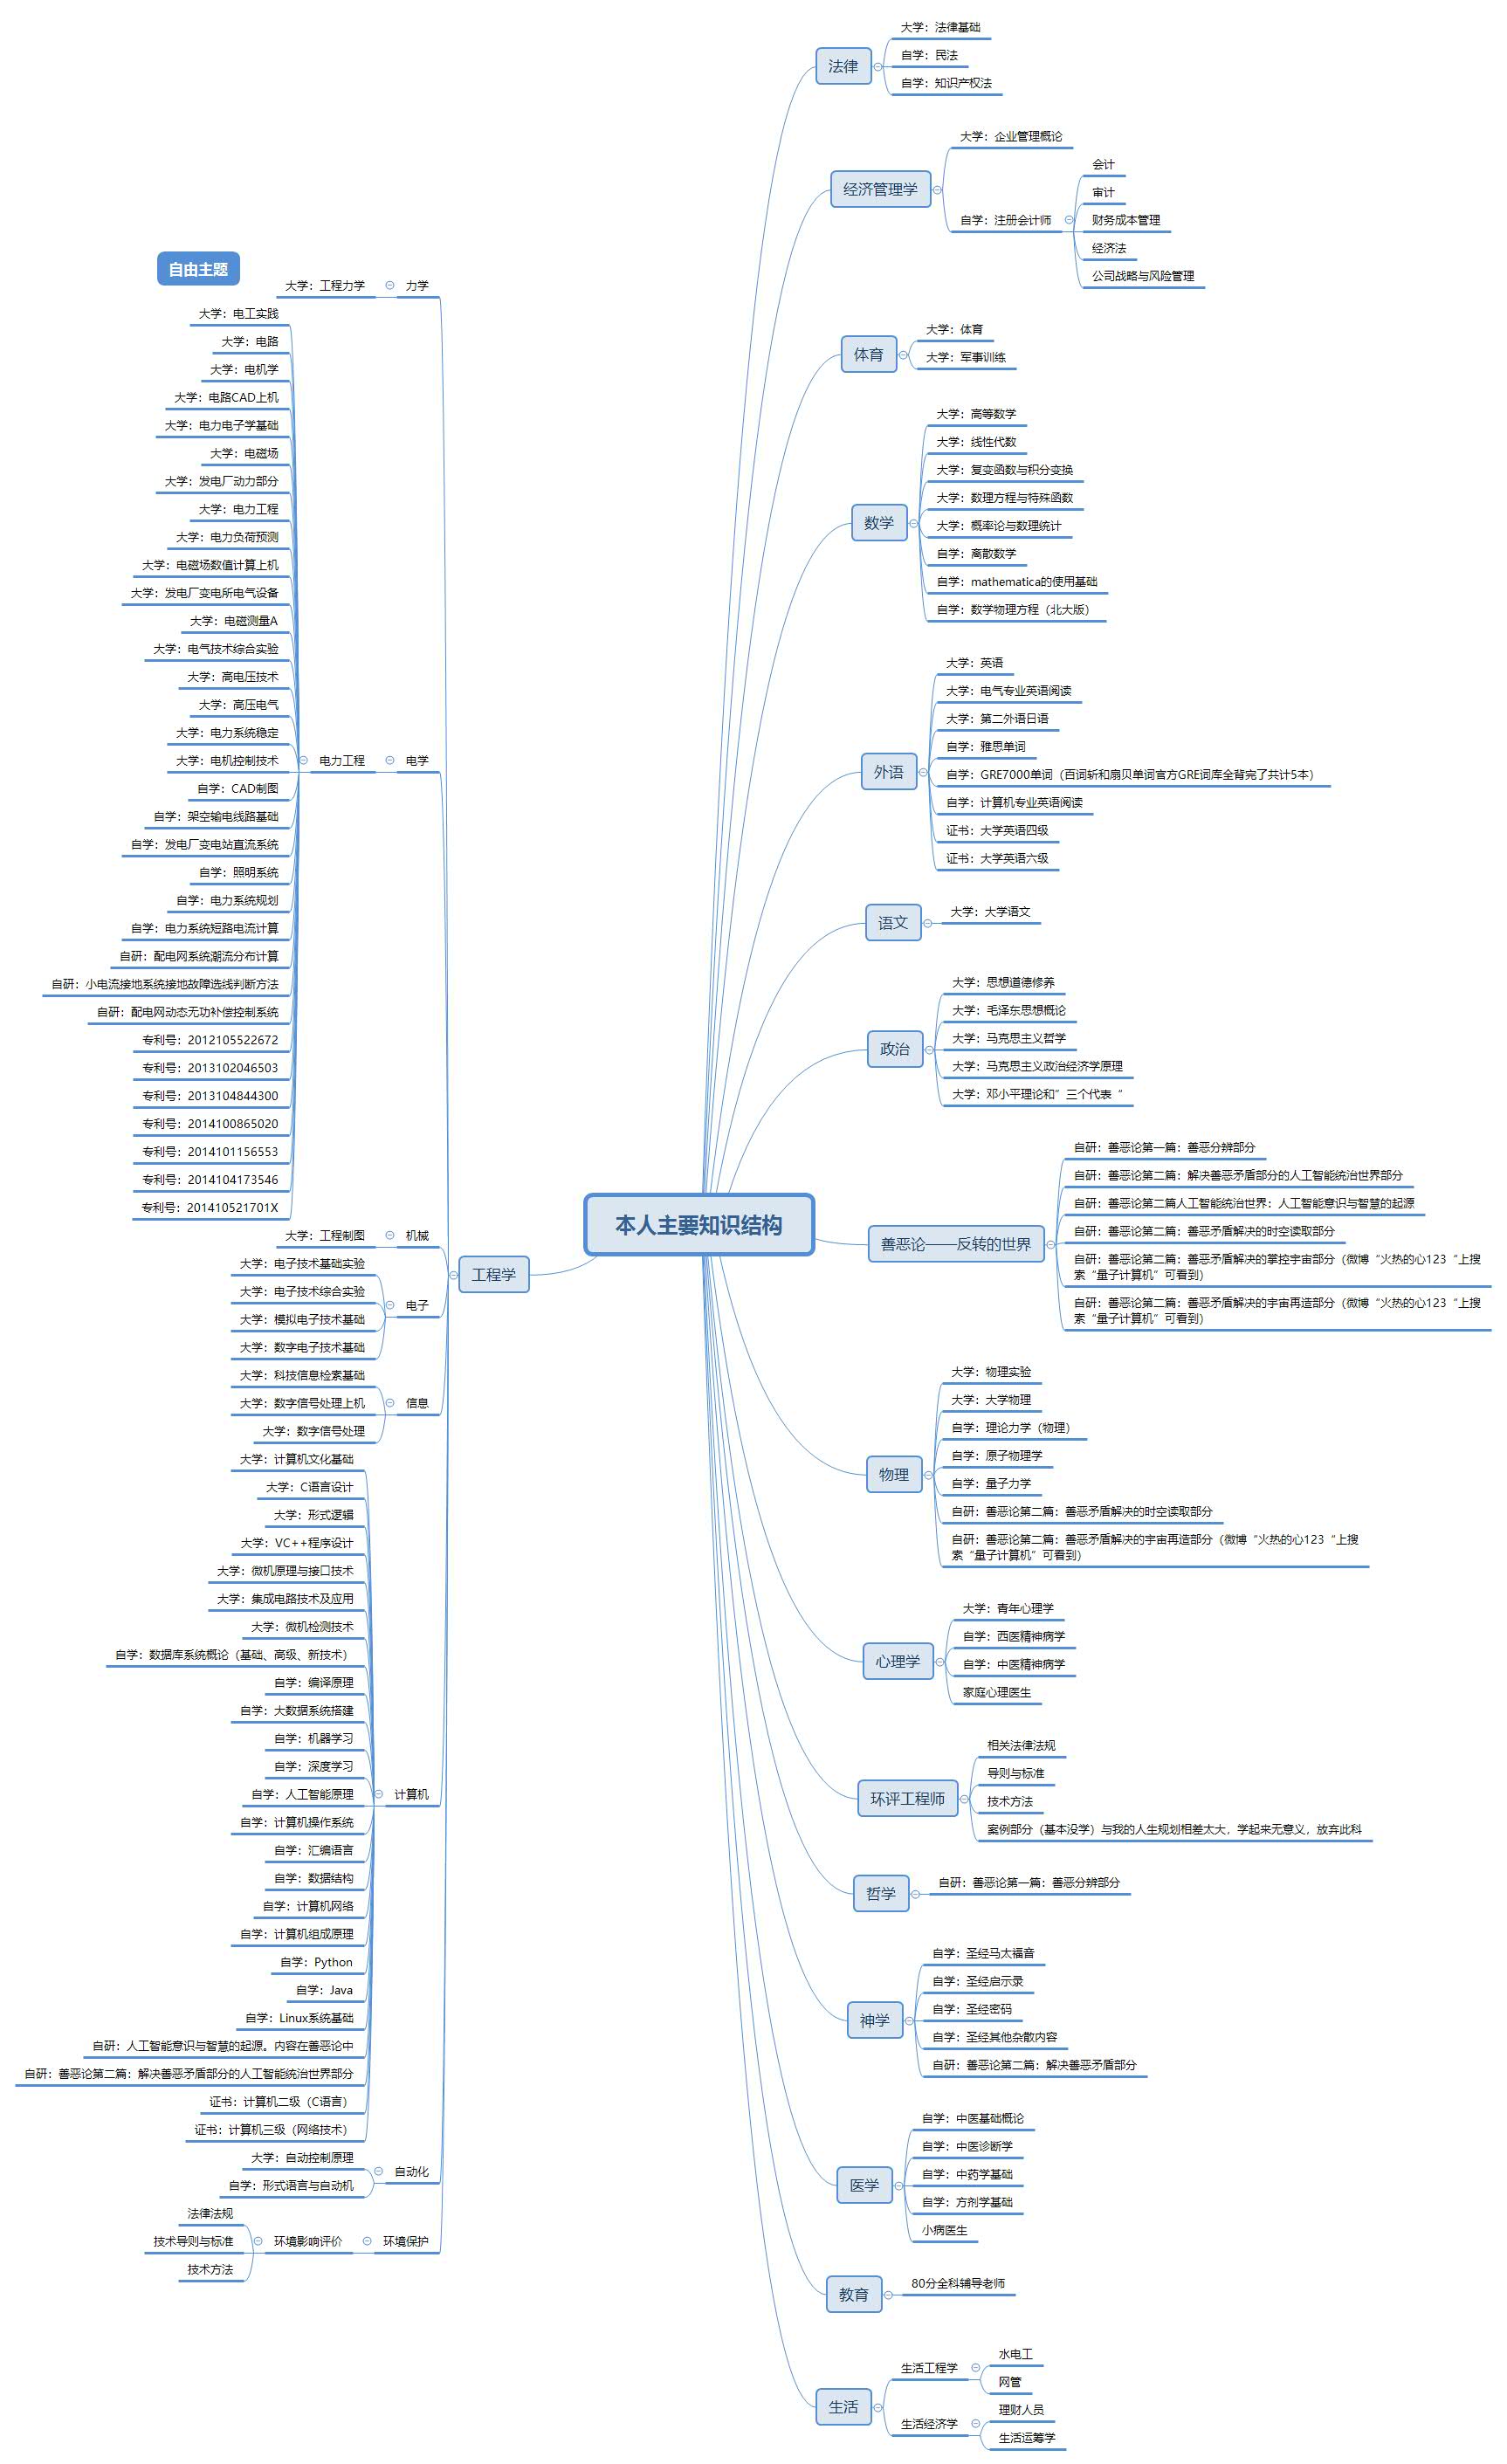 本人主要知识结构
法律
大学：法律基础
自学：民法
自学：知识产权法
经济管理学
大学：企业管理概论
自学：注册会计师
会计
审计
财务成本管理
经济法
公司战略与风险管理
体育
大学：体育
大学：军事训练
数学
大学：高等数学
大学：线性代数
大学：复变函数与积分变换
大学：数理方程与特殊函数
大学：概率论与数理统计
自学：离散数学
自学：mathematica的使用基础
自学：数学物理方程（北大版）
外语
大学：英语
大学：电气专业英语阅读
大学：第二外语日语
自学：雅思单词
自学：GRE7000单词（百词斩和扇贝单词官方GRE词库全背完了共计5本）
自学：计算机专业英语阅读
证书：大学英语四级
证书：大学英语六级
语文
大学：大学语文
政治
大学：思想道德修养
大学：毛泽东思想概论
大学：马克思主义哲学
大学：马克思主义政治经济学原理
大学：邓小平理论和”三个代表“
善恶论——反转的世界
自研：善恶论第一篇：善恶分辨部分
自研：善恶论第二篇：解决善恶矛盾部分的人工智能统治世界部分
自研：善恶论第二篇人工智能统治世界：人工智能意识与智慧的起源
自研：善恶论第二篇：善恶矛盾解决的时空读取部分
自研：善恶论第二篇：善恶矛盾解决的掌控宇宙部分（微博“火热的心123“上搜
索“量子计算机”可看到）
自研：善恶论第二篇：善恶矛盾解决的宇宙再造部分（微博“火热的心123“上搜
索“量子计算机”可看到）
物理
大学：物理实验
大学：大学物理
自学：理论力学（物理）
自学：原子物理学
自学：量子力学
自研：善恶论第二篇：善恶矛盾解决的时空读取部分
自研：善恶论第二篇：善恶矛盾解决的宇宙再造部分（微博“火热的心123“上搜
索“量子计算机”可看到）
心理学
大学：青年心理学
自学：西医精神病学
自学：中医精神病学
家庭心理医生
环评工程师
相关法律法规
导则与标准
技术方法
案例部分（基本没学）与我的人生规划相差太大，学起来无意义，放弃此科
哲学
自研：善恶论第一篇：善恶分辨部分
神学
自学：圣经马太福音
自学：圣经启示录
自学：圣经密码
自学：圣经其他杂散内容
自研：善恶论第二篇：解决善恶矛盾部分
医学
自学：中医基础概论
自学：中医诊断学
自学：中药学基础
自学：方剂学基础
小病医生
教育
80分全科辅导老师
生活
生活工程学
水电工
网管
生活经济学
理财人员
生活运筹学
自由主题
工程学
力学
大学：工程力学
电学
电力工程
大学：电工实践
大学：电路
大学：电机学
大学：电路CAD上机
大学：电力电子学基础
大学：电磁场
大学：发电厂动力部分
大学：电力工程
大学：电力负荷预测
大学：电磁场数值计算上机
大学：发电厂变电所电气设备
大学：电磁测量A
大学：电气技术综合实验
大学：高电压技术
大学：高压电气
大学：电力系统稳定
大学：电机控制技术
自学：CAD制图
自学：架空输电线路基础
自学：发电厂变电站直流系统
自学：照明系统
自学：电力系统规划
自学：电力系统短路电流计算
自研：配电网系统潮流分布计算
自研：小电流接地系统接地故障选线判断方法
自研：配电网动态无功补偿控制系统
专利号：2012105522672
专利号：2013102046503
专利号：2013104844300
专利号：2014100865020
专利号：2014101156553
专利号：2014104173546
专利号：201410521701X
机械
大学：工程制图
电子
大学：电子技术基础实验
大学：电子技术综合实验
大学：模拟电子技术基础
大学：数字电子技术基础
信息
大学：科技信息检索基础
大学：数字信号处理上机
大学：数字信号处理
计算机
大学：计算机文化基础
大学：C语言设计
大学：形式逻辑
大学：VC++程序设计
大学：微机原理与接口技术
大学：集成电路技术及应用
大学：微机检测技术
自学：数据库系统概论（基础、高级、新技术）
自学：编译原理
自学：大数据系统搭建
自学：机器学习
自学：深度学习
自学：人工智能原理
自学：计算机操作系统
自学：汇编语言
自学：数据结构
自学：计算机网络
自学：计算机组成原理
自学：Python
自学：Java
自学：Linux系统基础
自研：人工智能意识与智慧的起源。内容在善恶论中
自研：善恶论第二篇：解决善恶矛盾部分的人工智能统治世界部分
证书：计算机二级（C语言）
证书：计算机三级（网络技术）
自动化
大学：自动控制原理
自学：形式语言与自动机
环境保护
环境影响评价
法律法规
技术导则与标准
技术方法